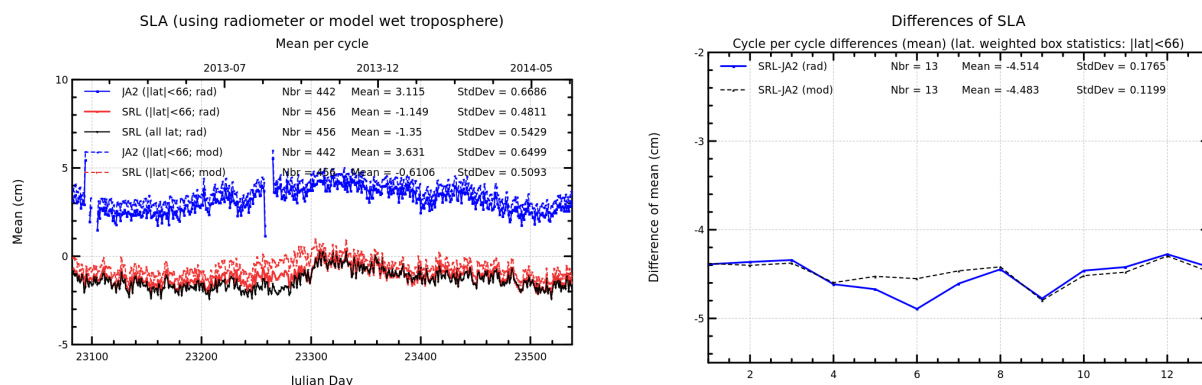 SLA (using radiometer or model wet troposphere)
Mean per cycle
2013-07 2013-12 2014-05
10
JA2 (|lat|<66; rad) Nbr = 442 Mean = 3.115 StdDev = 0.6686
SRL (|lat|<66; rad) Nbr = 456 Mean = -1.149 StdDev = 0.4811
SRL (all lat; rad) Nbr = 456 Mean = -1.35 StdDev = 0.5429
JA2 (|lat|<66; mod) Nbr = 442 Mean = 3.631 StdDev = 0.6499
5
SRL (|lat|<66; mod) Nbr = 456 Mean = -0.6106 StdDev = 0.5093
Mean (cm)
0
-5
23100 23200 23300 23400 23500
Julian Day
Differences of SLA
Cycle per cycle differences (mean) (lat. weighted box statistics: |lat|<66)
-2
SRL-JA2 (rad) Nbr = 13 Mean = -4.514 StdDev = 0.1765
SRL-JA2 (mod) Nbr = 13 Mean = -4.483 StdDev = 0.1199
-3
Difference of mean (cm)
-4
-5
2 4 6 8 10 12